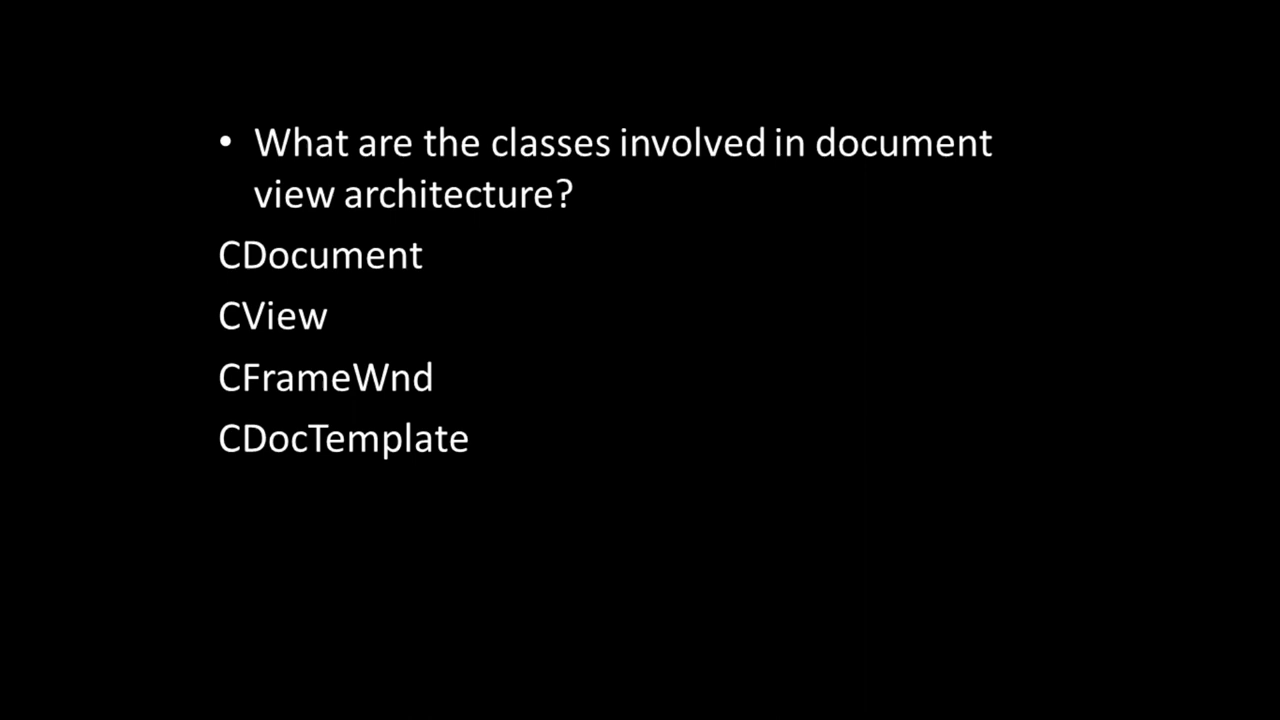 • What are the classes involved in document
view architecture?
CDocument
CView
CFrameWnd
CDocTemplate